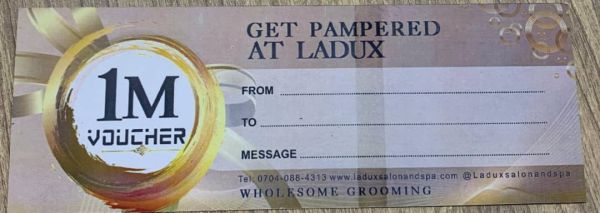 GET PAMPERED
AT LADUX
1M
VOUCHER
FROM
TO
MESSAGE
Tel: 0704-088-4313 www.laduxsalonandspa.com @Laduxsalonandspa
WHOLESOME GROOMING